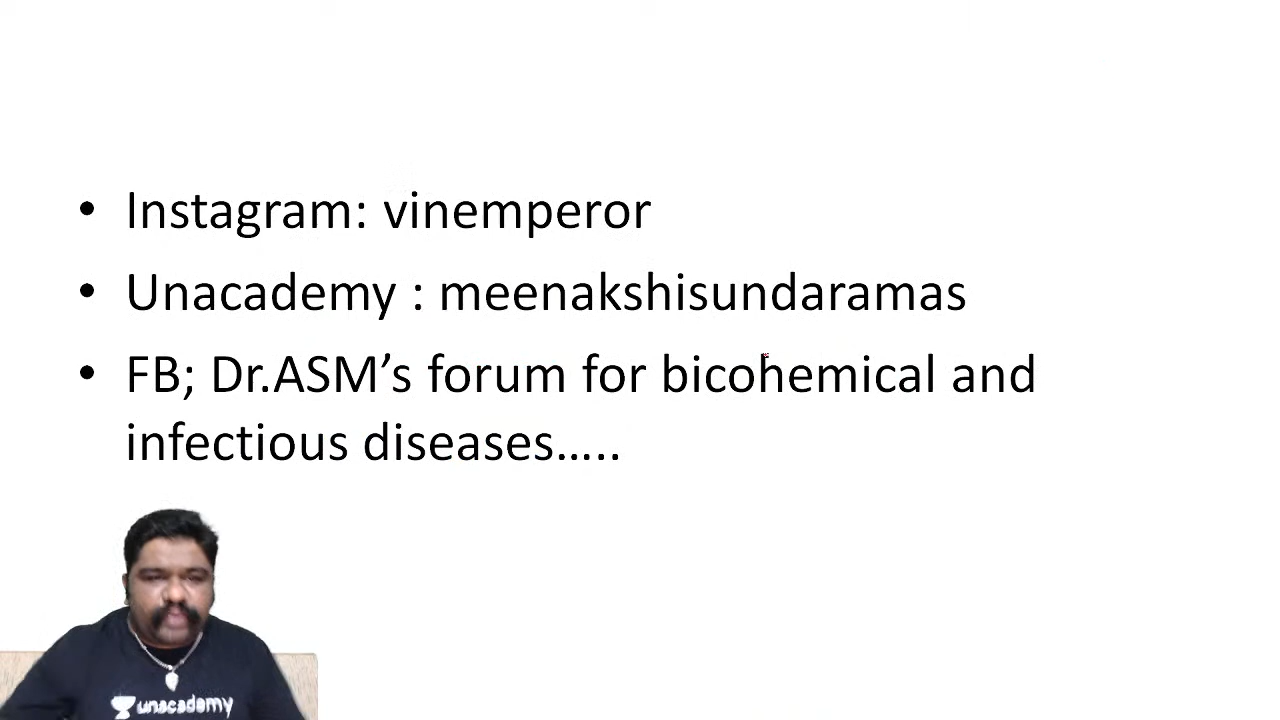 • Instagram: vinemperor
• Unacademy : meenakshisundaramas
• FB; Dr.ASM’s forum for bicohemical and
infectious diseases…..
unacademy